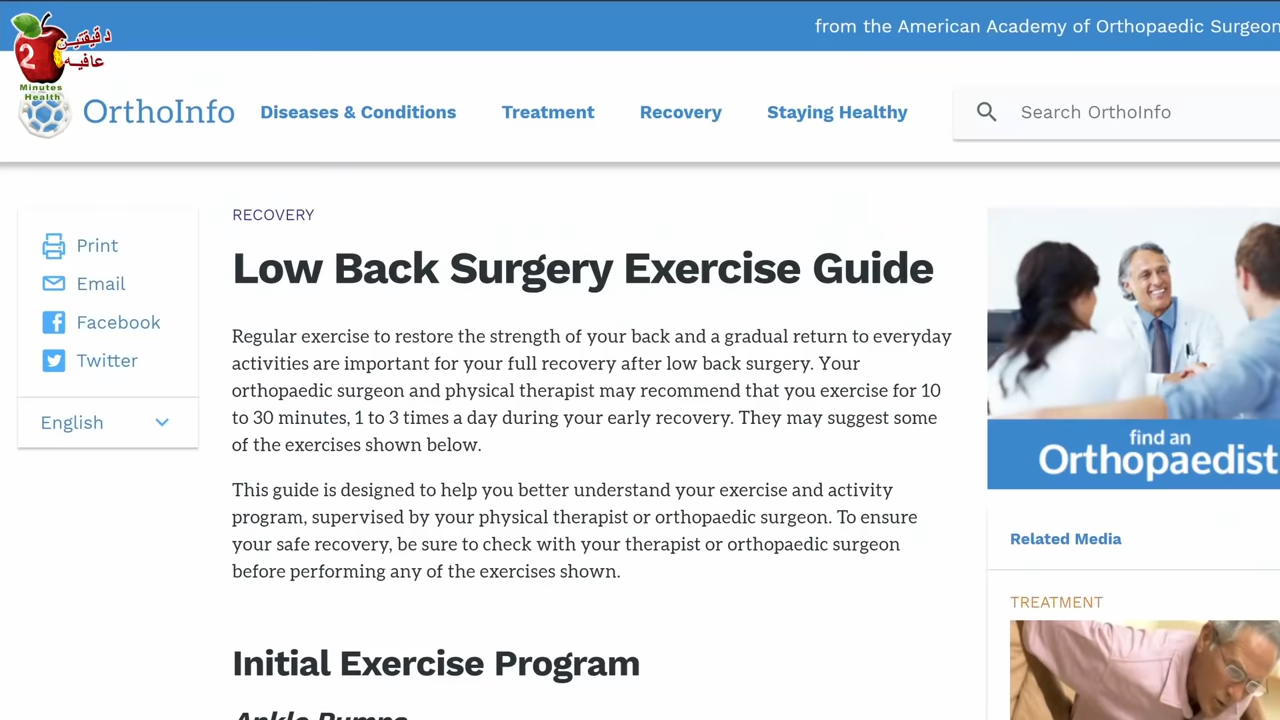 from the American Academy of Orthopaedic Surgeon
2
دقيقتين
عافيه
Minutes
Health
OrthoInfo
Diseases & Conditions
Treatment
Recovery
Staying Healthy
Search OrthoInfo
Print
Email
Facebook
Twitter
English
RECOVERY
Low Back Surgery Exercise Guide
Regular exercise to restore the strength of your back and a gradual return to everyday
activities are important for your full recovery after low back surgery. Your
orthopaedic surgeon and physical therapist may recommend that you exercise for 10
to 30 minutes, 1 to 3 times a day during your early recovery. They may suggest some
of the exercises shown below.
This guide is designed to help you better understand your exercise and activity
program, supervised by your physical therapist or orthopaedic surgeon. To ensure
your safe recovery, be sure to check with your therapist or orthopaedic surgeon
before performing any of the exercises shown.
Initial Exercise Program
Ankle Pumps
find an
Orthopaedist
Related Media
TREATMENT